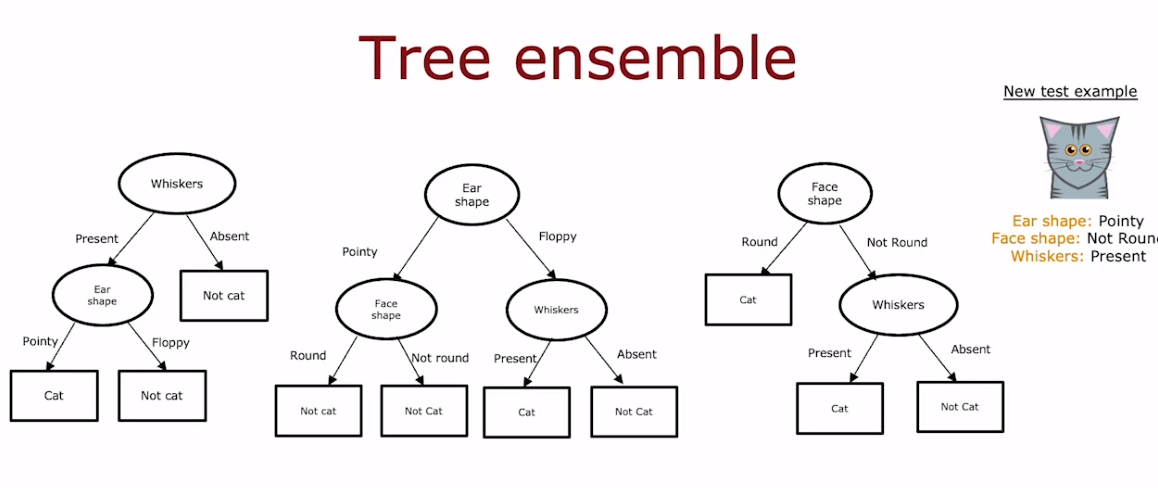 Tree ensemble
New test example
Ear shape: Pointy
Face shape: Not Roun
Whiskers: Present
Whiskers
Present
Absent
Ear
shape
Not cat
Pointy
Floppy
Cat
Not cat
Ear
shape
Pointy
Floppy
Face
shape
Whiskers
Round
Not round
Present
Absent
Not cat
Not Cat
Cat
Not Cat
Face
shape
Round
Not Round
Cat
Whiskers
Present
Absent
Cat
Not Cat